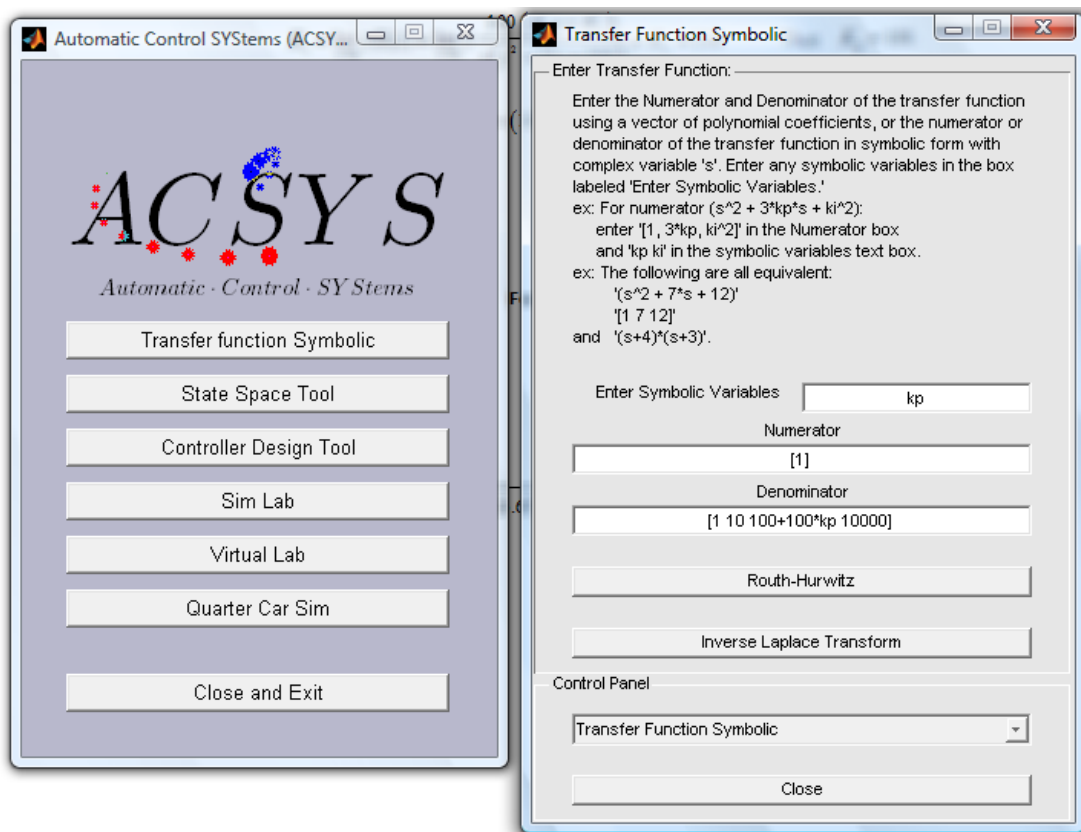 Automatic Control SYStems (ACSY...
ACSYS
Automatic · Control · SYStems
Transfer function Symbolic
State Space Tool
Controller Design Tool
Sim Lab
Virtual Lab
Quarter Car Sim
Close and Exit
Transfer Function Symbolic
Enter Transfer Function:
Enter the Numerator and Denominator of the transfer function
using a vector of polynomial coefficients, or the numerator or
denominator of the transfer function in symbolic form with
complex variable 's'. Enter any symbolic variables in the box
labeled 'Enter Symbolic Variables.'
ex: For numerator (s^2 + 3*kp*s + ki^2):
enter '[1, 3*kp, ki^2]' in the Numerator box
and 'kp ki' in the symbolic variables text box.
ex: The following are all equivalent:
'(s^2 + 7*s + 12)'
'[1 7 12]'
and '(s+4)*(s+3)'.
Enter Symbolic Variables kp
Numerator
[1]
Denominator
[1 10 100+100*kp 10000]
Routh-Hurwitz
Inverse Laplace Transform
Control Panel
Transfer Function Symbolic
Close